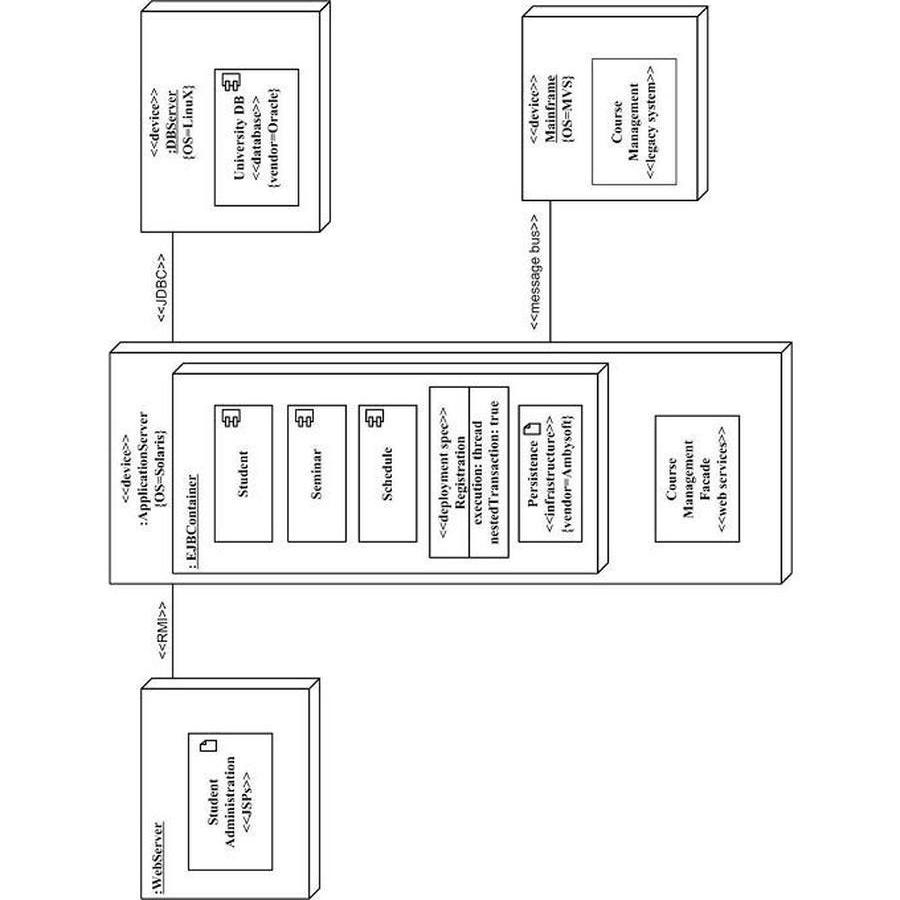 :WebServer
Student
Administration
<<JSPs>>
<<RMI>>
<<device>>
:ApplicationServer
{OS=Solaris}
: EJBContainer
Student
Seminar
Schedule
<<deployment spec>>
Registration
execution: thread
nestedTransaction: true
Persistence
<<infrastructure>>
{vendor=Ambysoft}
Course
Management
Facade
<<web services>>
<<JDBC>>
<<device>>
:DBServer
{OS=LinuX}
University DB
<<database>>
{vendor=Oracle}
<<message bus>>
<<device>>
Mainframe
{OS=MVS}
Course
Management
<<legacy system>>